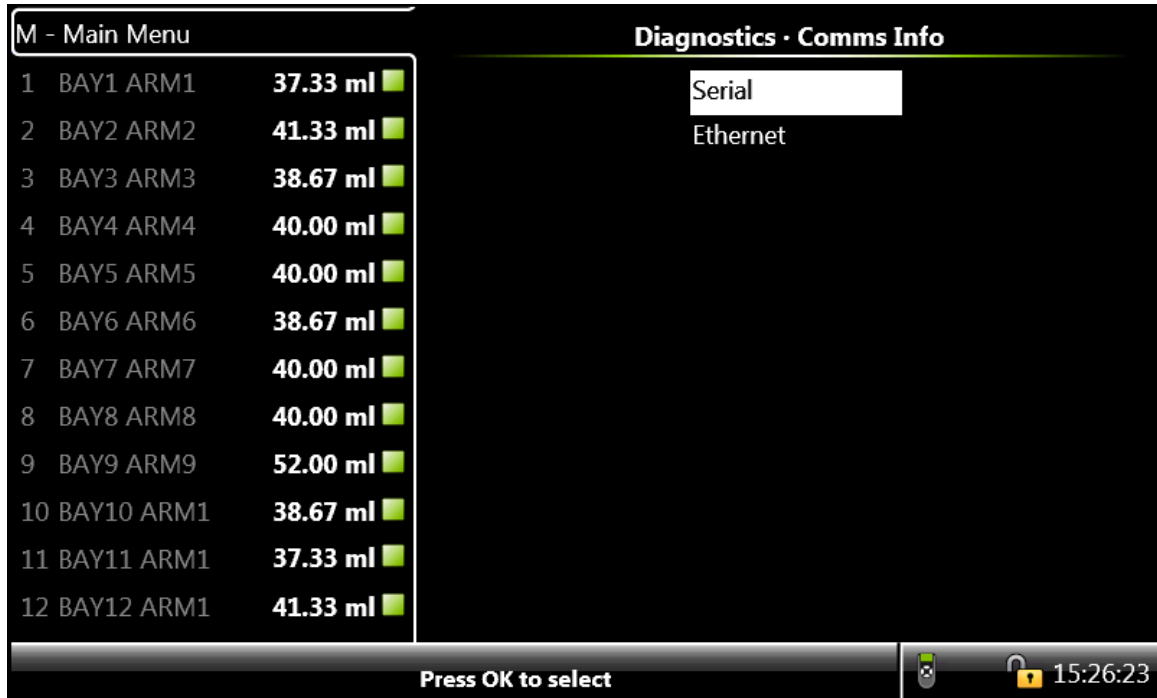 M - Main Menu
1 BAY1 ARM1 37.33 ml
2 BAY2 ARM2 41.33 ml
3 BAY3 ARM3 38.67 ml
4 BAY4 ARM4 40.00 ml
5 BAY5 ARM5 40.00 ml
6 BAY6 ARM6 38.67 ml
7 BAY7 ARM7 40.00 ml
8 BAY8 ARM8 40.00 ml
9 BAY9 ARM9 52.00 ml
10 BAY10 ARM1 38.67 ml
11 BAY11 ARM1 37.33 ml
12 BAY12 ARM1 41.33 ml
Diagnostics · Comms Info
Serial
Ethernet
Press OK to select
15:26:23